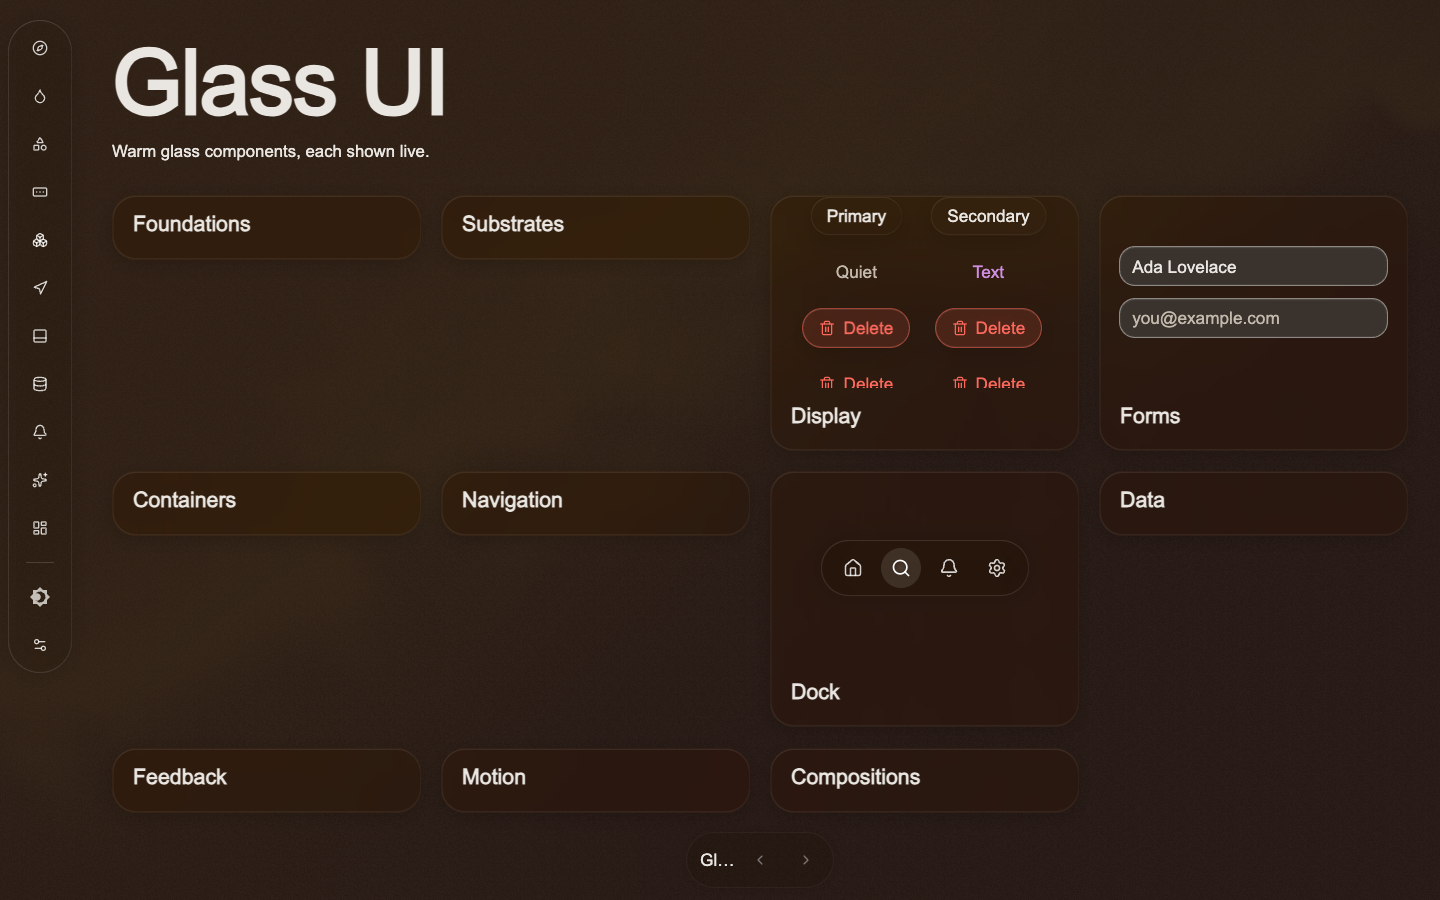 Glass UI
Warm glass components, each shown live.
Foundations
Substrates
Primary Secondary
Quiet Text
Delete Delete
Delete Delete
Display
Ada Lovelace
you@example.com
Forms
Containers
Navigation
Dock
Data
Feedback
Motion
Compositions
Gl...